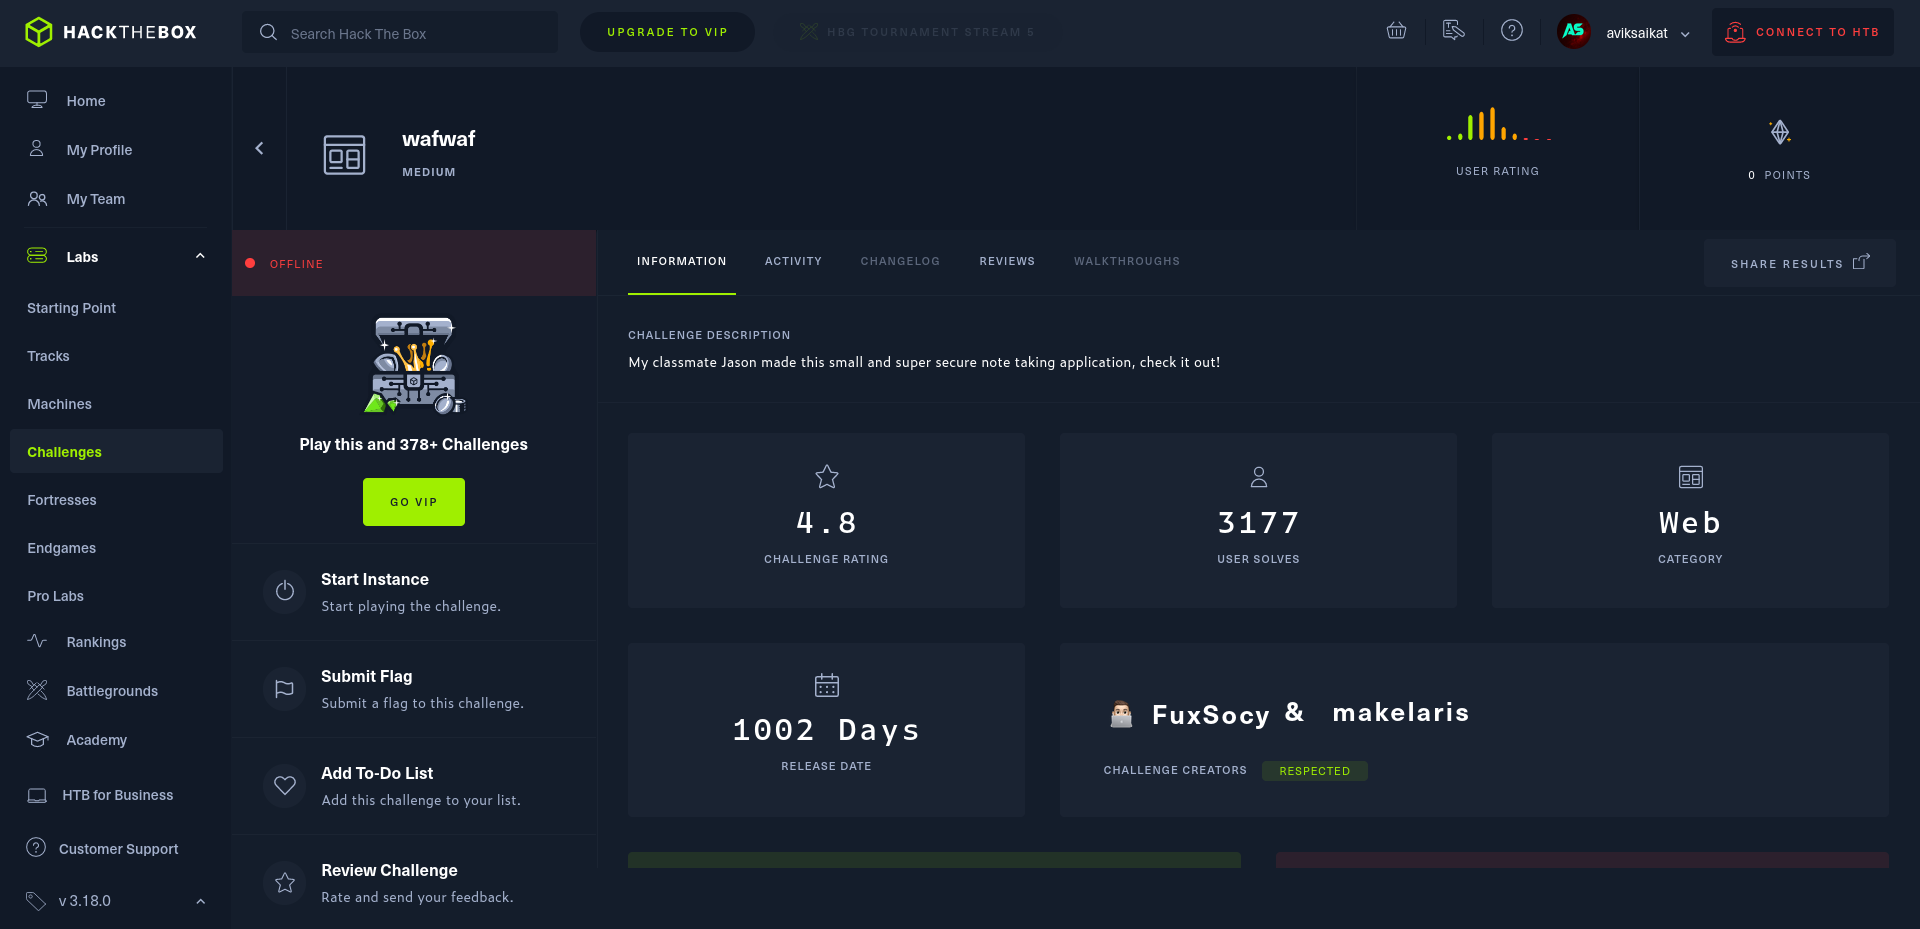 HACKTHEBOX
Search Hack The Box
UPGRADE TO VIP
HBG TOURNAMENT STREAM 5
AS
aviksaikat
CONNECT TO HTB
Home
My Profile
My Team
Labs
Starting Point
Tracks
Machines
Challenges
Fortresses
Endgames
Pro Labs
Rankings
Battlegrounds
Academy
HTB for Business
Customer Support
v 3.18.0
wafwaf
MEDIUM
USER RATING
0 POINTS
OFFLINE
Play this and 378+ Challenges
GO VIP
Start Instance
Start playing the challenge.
Submit Flag
Submit a flag to this challenge.
Add To-Do List
Add this challenge to your list.
Review Challenge
Rate and send your feedback.
INFORMATION
ACTIVITY
CHANGELOG
REVIEWS
WALKTHROUGHS
SHARE RESULTS
CHALLENGE DESCRIPTION
My classmate Jason made this small and super secure note taking application, check it out!
4.8
CHALLENGE RATING
3177
USER SOLVES
Web
CATEGORY
1002 Days
RELEASE DATE
FuxSocy & makelaris
CHALLENGE CREATORS
RESPECTED